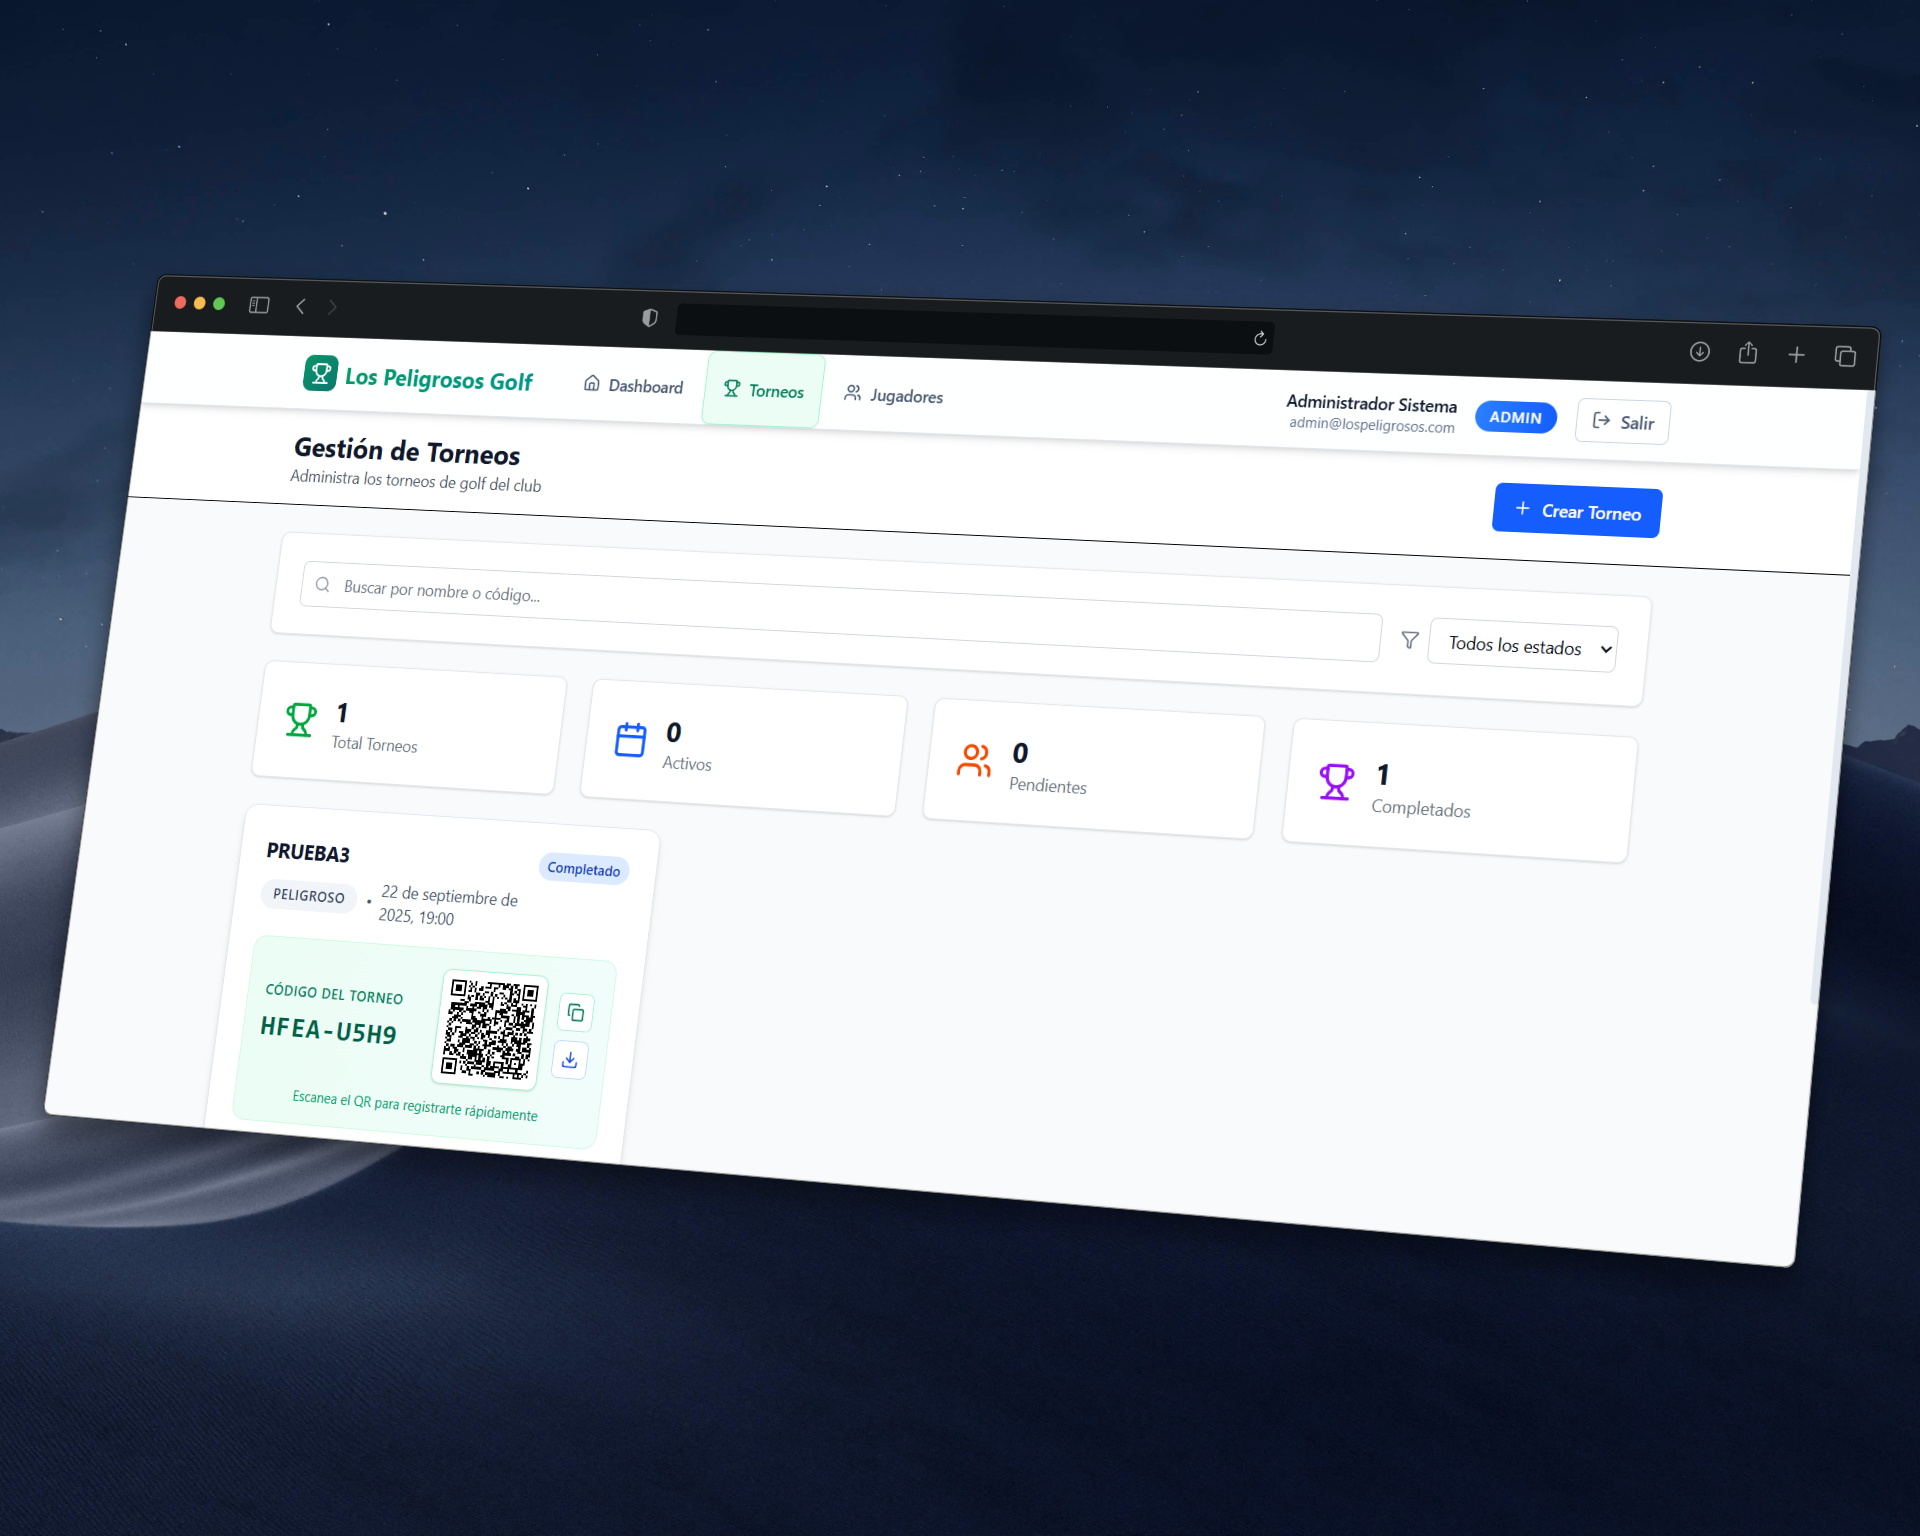 Los Peligrosos Golf
Dashboard
Torneos
Jugadores
Administrador Sistema
admin@lospeligrosos.com
ADMIN
Salir
Gestión de Torneos
Administra los torneos de golf del club
Crear Torneo
Buscar por nombre o código...
Todos los estados
1
Total Torneos
0
Activos
0
Pendientes
1
Completados
PRUEBA3
Completado
PELIGROSO
• 22 de septiembre de
2025, 19:00
CÓDIGO DEL TORNEO
HFEA-U5H9
Escanea el QR para registrarte rápidamente